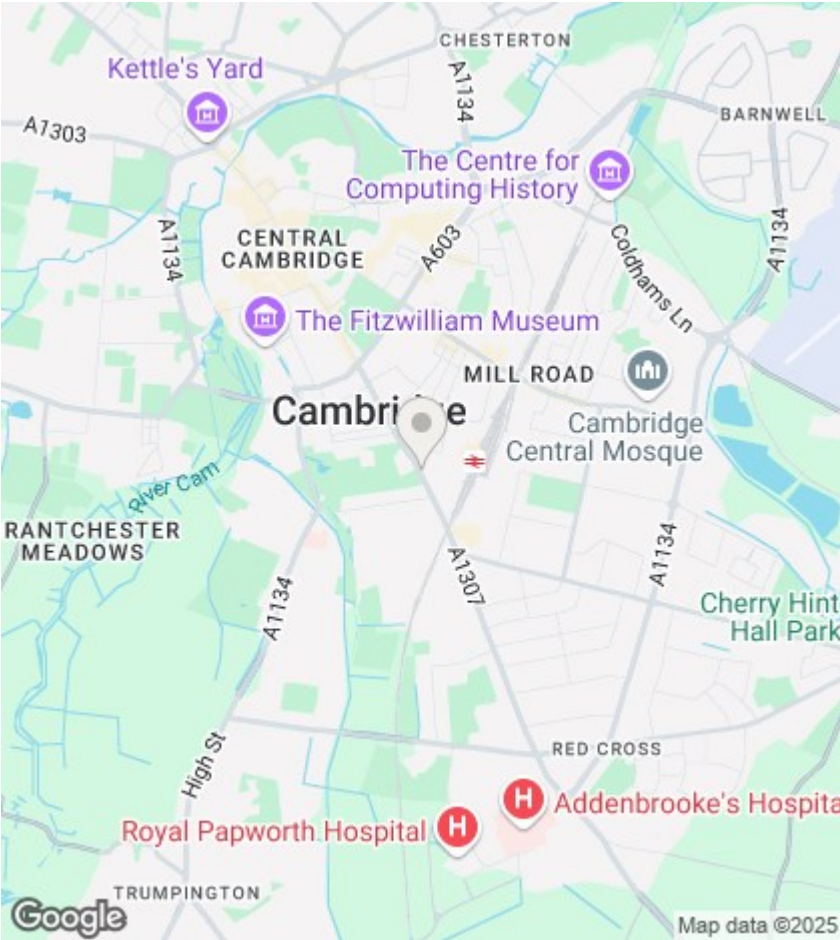 CHESTERTON
Kettle's Yard
A1134
BARNWELL
A1303
The Centre for
Computing History
A1134
CENTRAL
CAMBRIDGE
A603
A1134
Coldhams Ln
The Fitzwilliam Museum
MILL ROAD
Cambridge
Cambridge
Central Mosque
River Cam
RANTCHESTER
MEADOWS
A1134
A1307
A1134
Cherry Hint
Hall Park
High St
RED CROSS
Addenbrooke's Hospita
Royal Papworth Hospital
TRUMPINGTON
Google
Map data ©2025